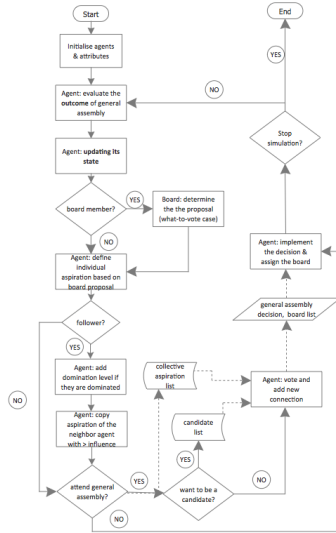 Start
Initialise agents
& attributes
Agent: evaluate the
outcome of general
assembly
Agent: updating its
state
board member?
YES
Board: determine
the the proposal
(what-to-vote case)
NO
Agent: define
individual
aspiration based on
board proposal
follower?
YES
NO
Agent: add
domination level if
they are dominated
Agent: copy
aspiration of the
neighbor agent
with > influence
attend general
assembly?
YES
NO
collective
aspiration
list
candidate
list
YES
want to be a
candidate?
NO
Agent: vote and
add new
connection
general assembly
decision, board list
Agent: implement
the decision &
assign the board
Stop
simulation?
NO
YES
End